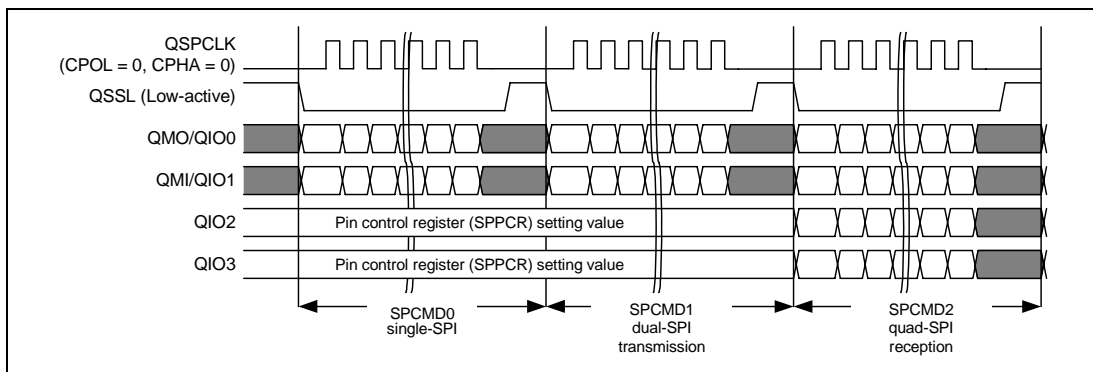 QSPCLK
(CPOL = 0, CPHA = 0)
QSSL (Low-active)
QMO/QIO0
QMI/QIO1
QIO2
Pin control register (SPPCR) setting value
QIO3
Pin control register (SPPCR) setting value
SPCMD0
single-SPI
SPCMD1
dual-SPI
transmission
SPCMD2
quad-SPI
reception